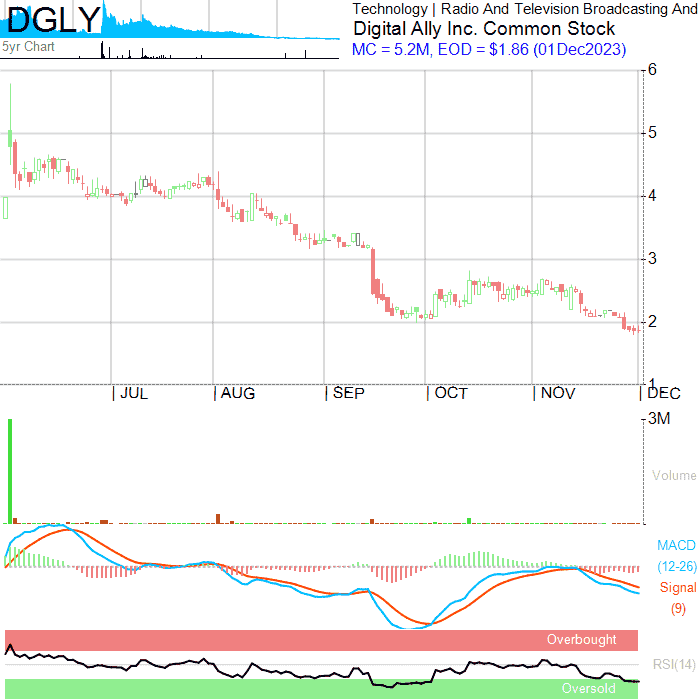 DGLY
5yr Chart
Technology | Radio And Television Broadcasting And
Digital Ally Inc. Common Stock
MC = 5.2M, EOD = $1.86 (01Dec2023)
6
5
4
3
2
1
JUL AUG SEP OCT NOV DEC
3M
Volume
MACD
(12-26)
Signal
(9)
Overbought
RSI(14)
Oversold